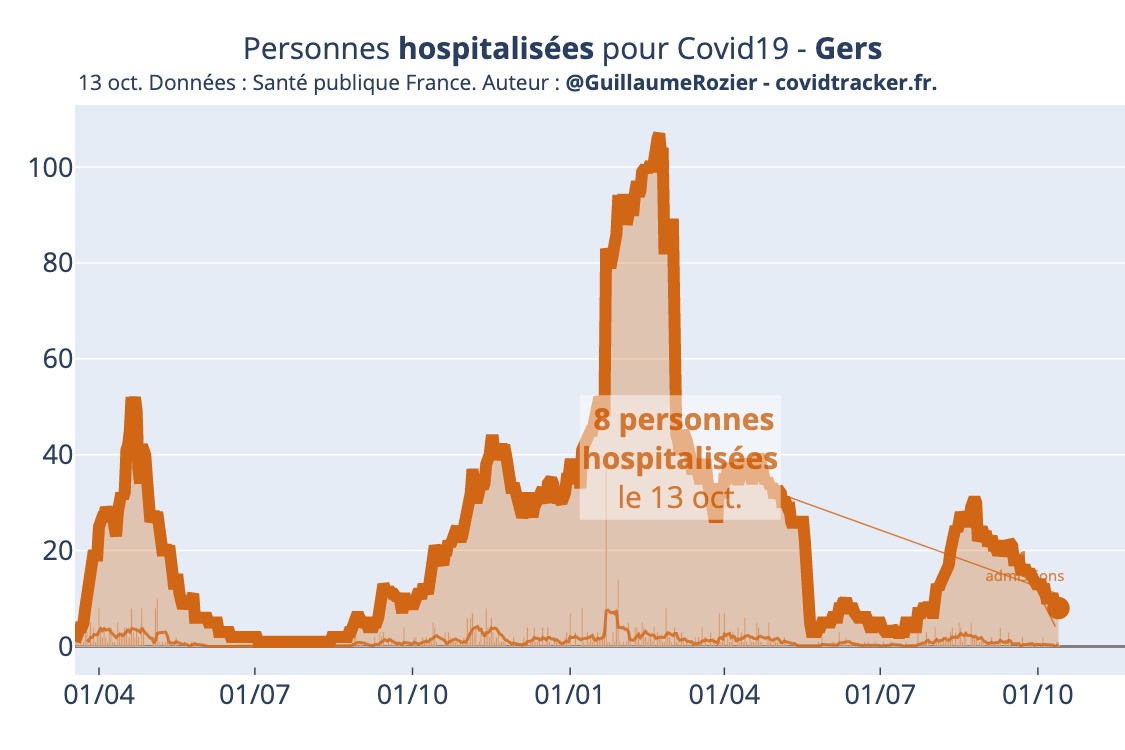 Personnes hospitalisées pour Covid19 - Gers
13 oct. Données : Santé publique France. Auteur : @GuillaumeRozier - covidtracker.fr.
100
80
60
40
20
0
8 personnes
hospitalisées
le 13 oct.
admissions
01/04 01/07 01/10 01/01 01/04 01/07 01/10